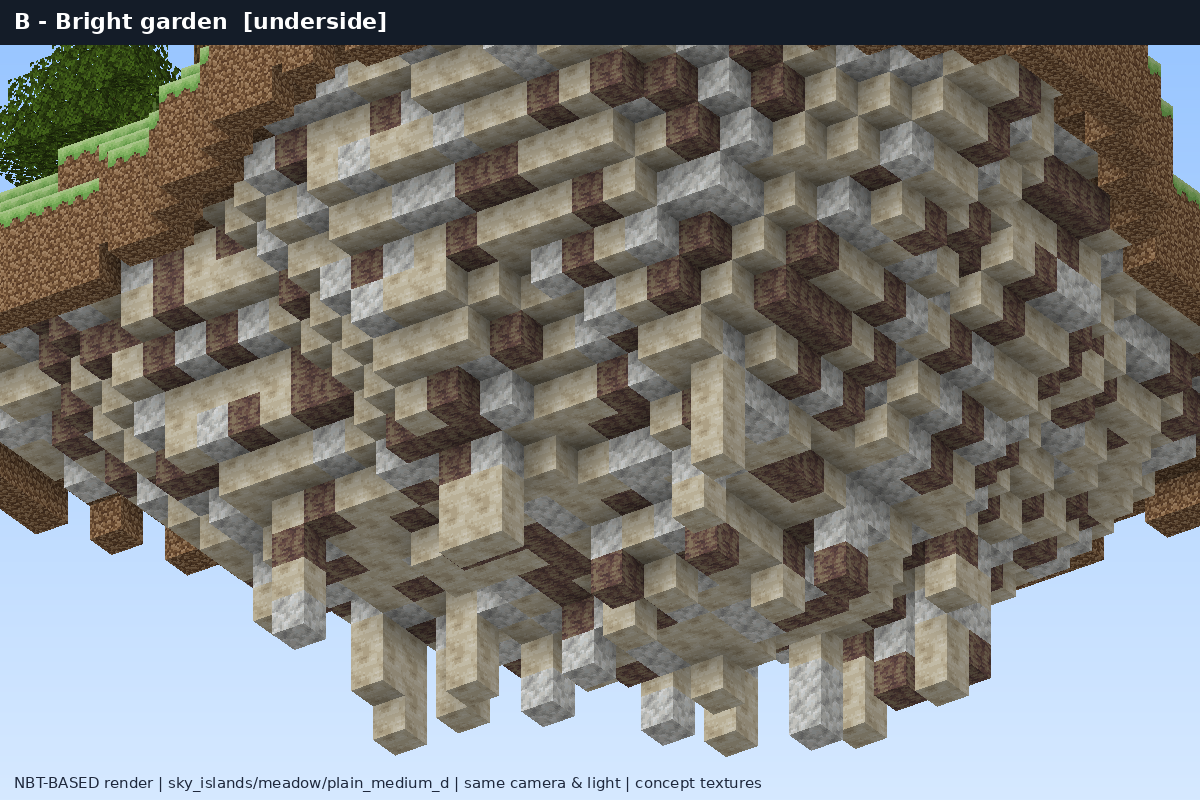 B - Bright garden  [underside]
NBT-BASED render | sky_islands/meadow/plain_medium_d | same camera & light | concept textures